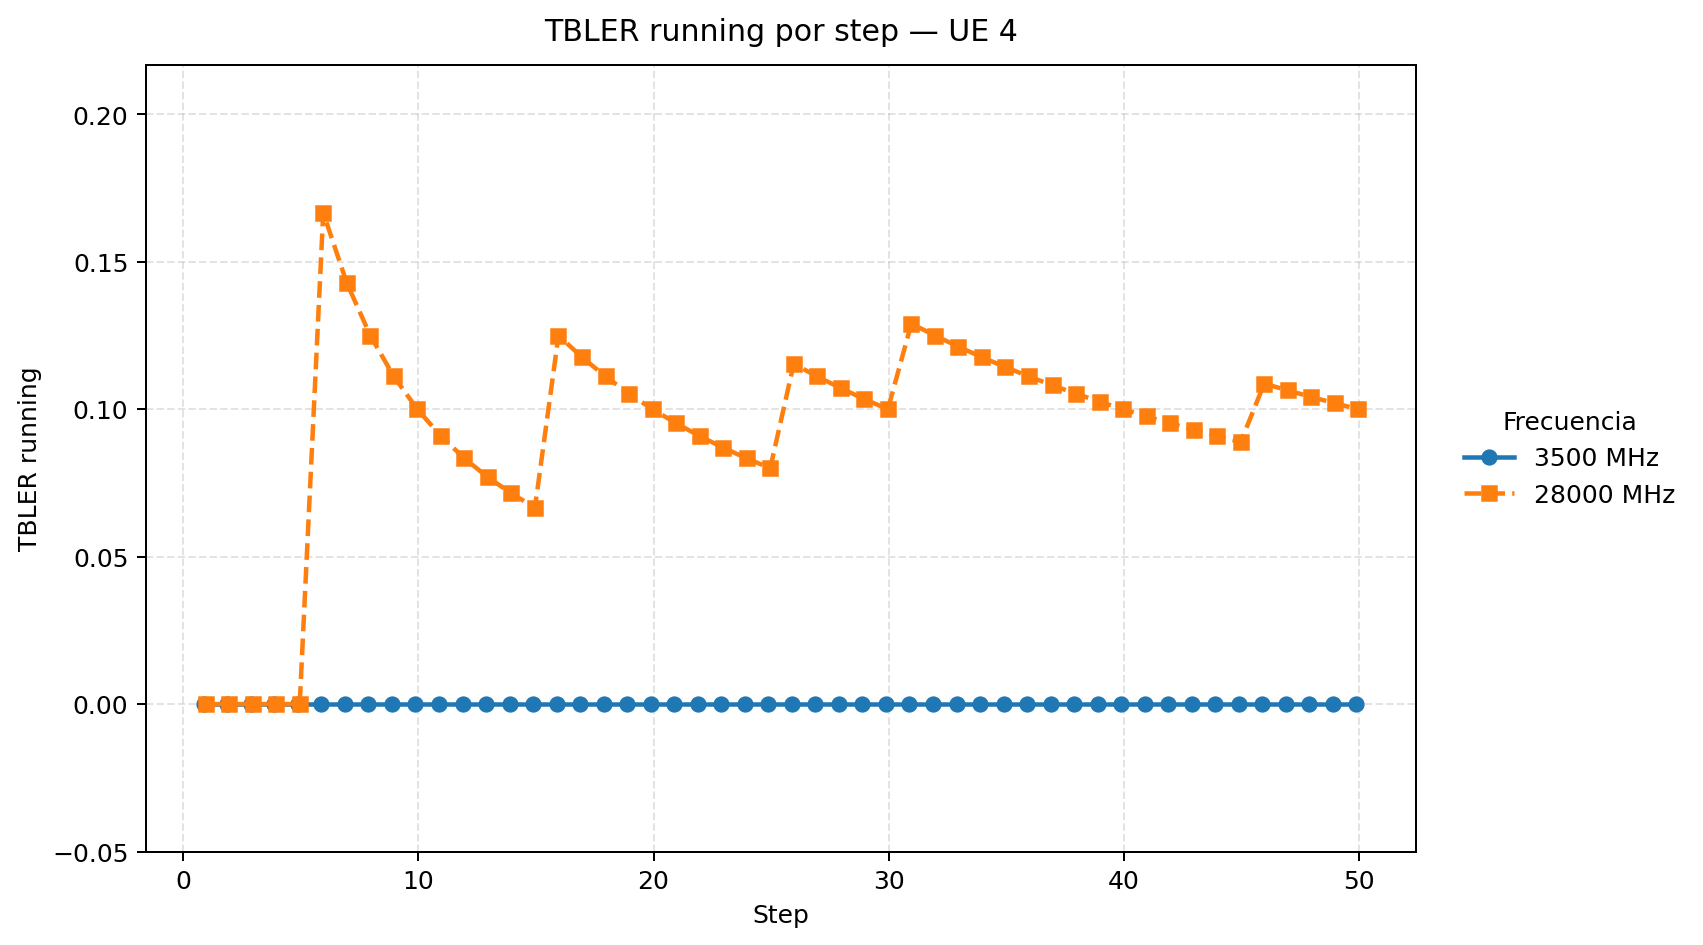 TBLER running por step — UE 4
TBLER running
0.20
0.15
0.10
0.05
0.00
−0.05
0
10
20
30
40
50
Step
Frecuencia
3500 MHz
28000 MHz